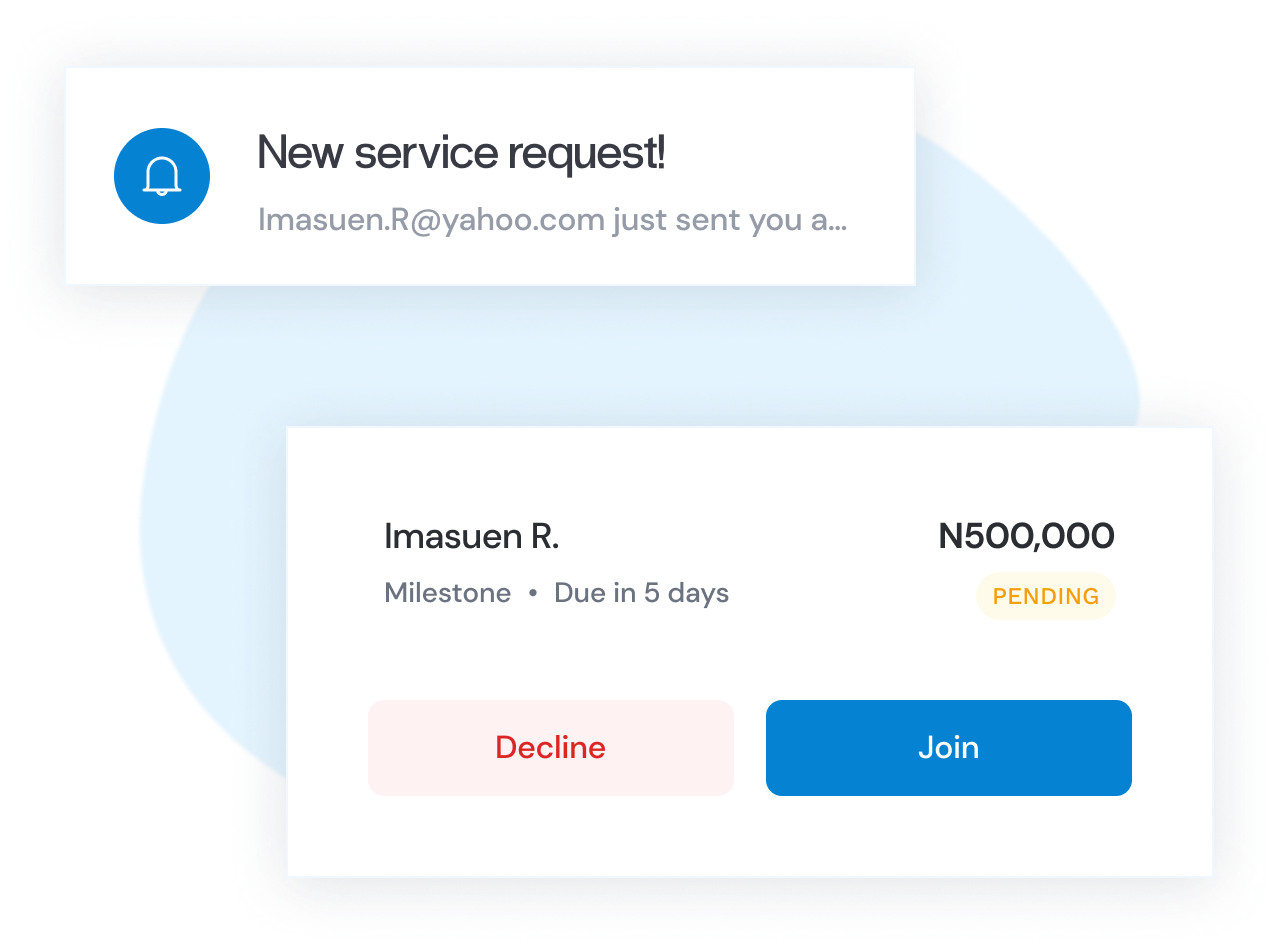 New service request!
Imasuen.R@yahoo.com just sent you a...
Imasuen R.
N500,000
Milestone • Due in 5 days
PENDING
Decline
Join